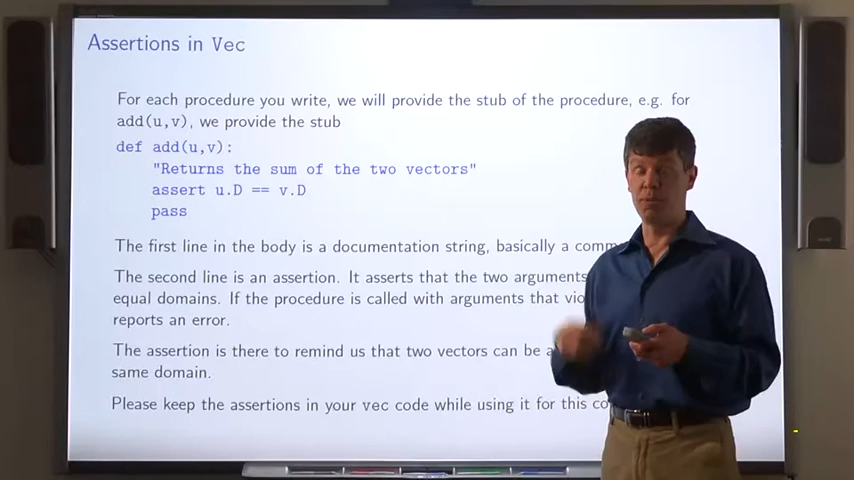 Assertions in Vec
For each procedure you write, we will provide the stub of the procedure, e.g. for
add(u,v), we provide the stub
def add(u,v):
"Returns the sum of the two vectors"
assert u.D == v.D
pass
The first line in the body is a documentation string, basically a
The second line is an assertion. It asserts that the two arguments
equal domains. If the procedure is called with arguments that
reports an error.
The assertion is there to remind us that two vectors can be
same domain.
Please keep the assertions in your vec code while using it for this